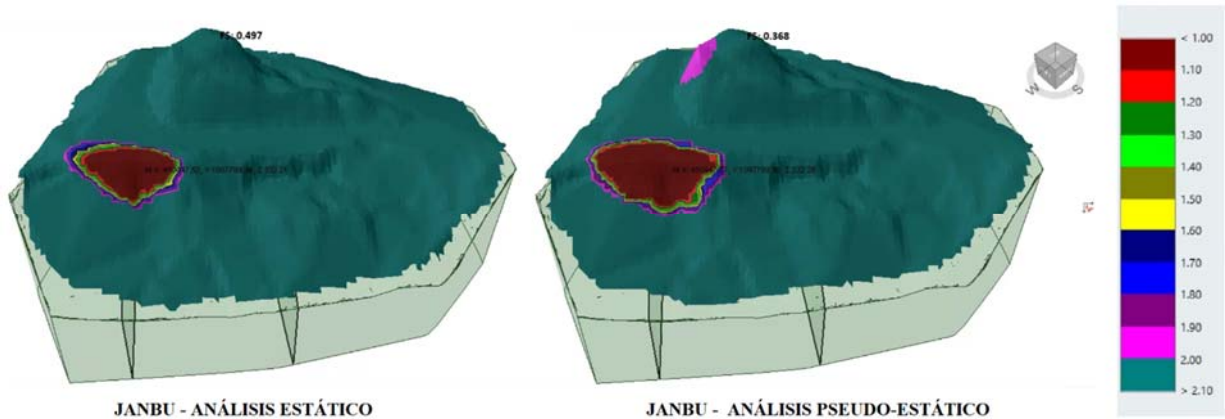 FS: 0.497
FS: 0.368
W
S
< 1.00
1.10
1.20
1.30
1.40
1.50
1.60
1.70
1.80
1.90
2.00
> 2.10
JANBU - ANÁLISIS ESTÁTICO
JANBU - ANÁLISIS PSEUDO-ESTÁTICO